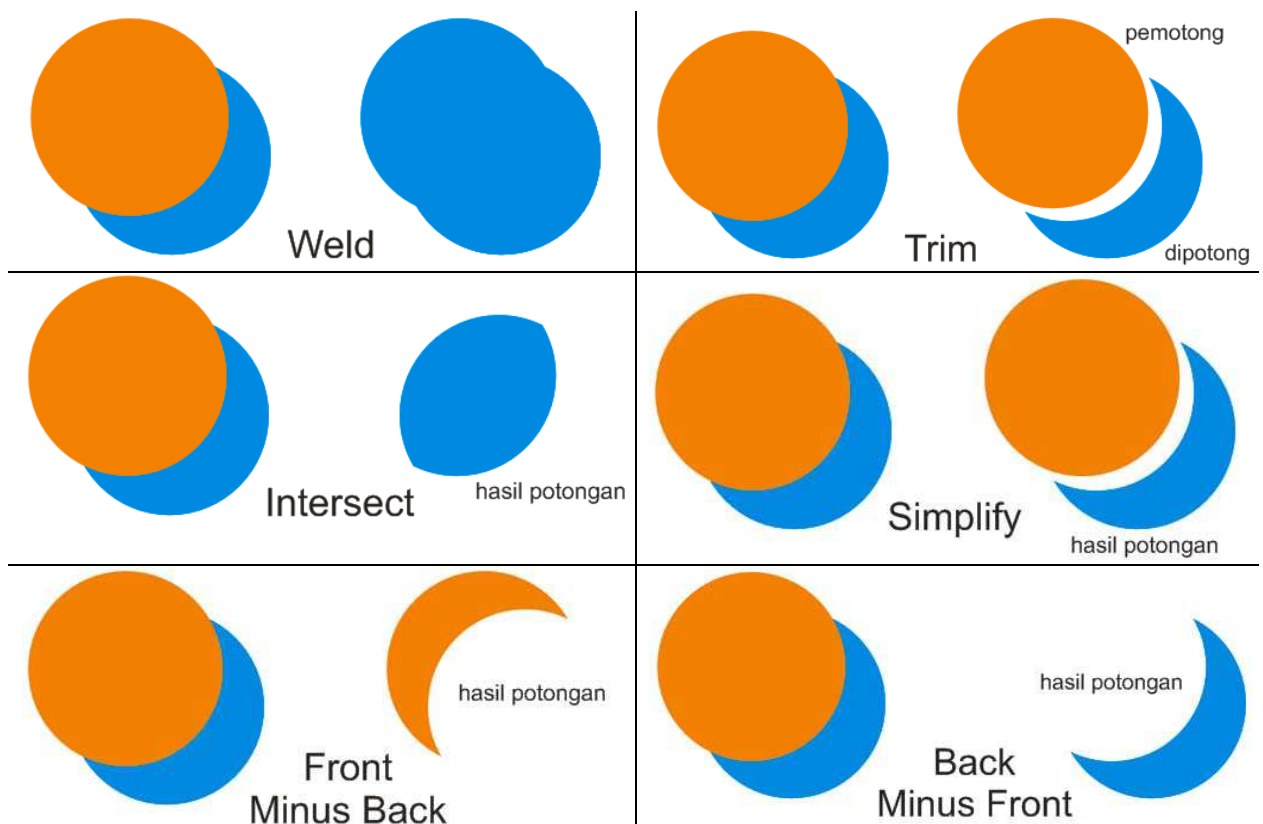 Weld
pemotong
Trim
dipotong
Intersect
hasil potongan
Simplify
hasil potongan
hasil potongan
Front
Minus Back
hasil potongan
Back
Minus Front